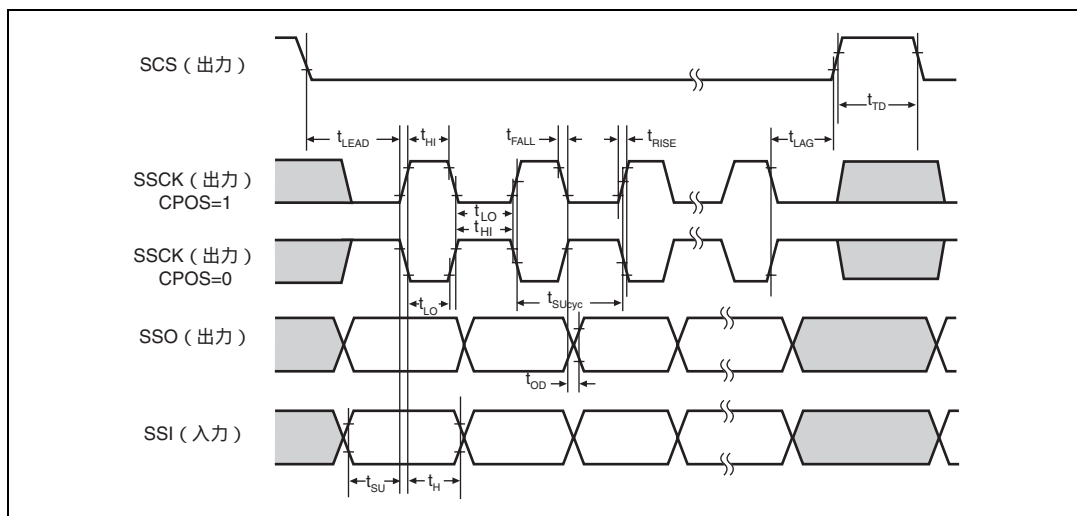 SCS（出力）
tTD
tLEAD
tHI
tFALL
tRISE
tLAG
SSCK（出力）
CPOS=1
tLO
tHI
SSCK（出力）
CPOS=0
tLO
tSUcyc
SSO（出力）
tOD
SSI（入力）
tSU
tH